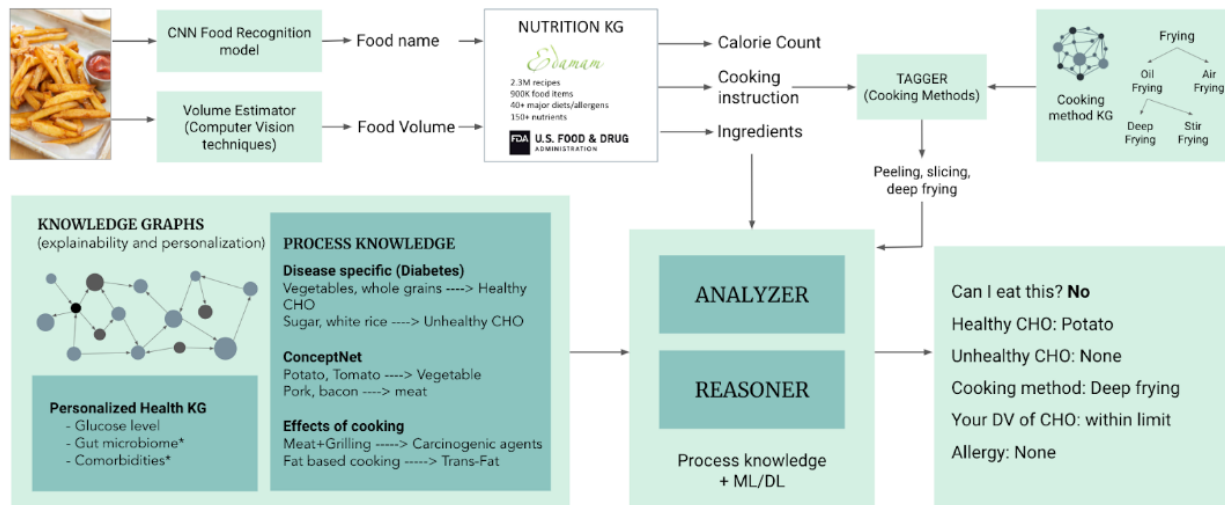 CNN Food Recognition
model
Food name
Volume Estimator
(Computer Vision
techniques)
Food Volume
NUTRITION KG
Edamam
2.3M recipes
900K food items
40+ major diets/allergens
150+ nutrients
FDA U.S. FOOD & DRUG
ADMINISTRATION
Calorie Count
Cooking
instruction
Ingredients
TAGGER
(Cooking Methods)
Cooking
method KG
Frying
Oil
Frying
Air
Frying
Deep
Frying
Stir
Frying
Peeling, slicing,
deep frying
KNOWLEDGE GRAPHS
(explainability and personalization)
Personalized Health KG
- Glucose level
- Gut microbiome*
- Comorbidities*
PROCESS KNOWLEDGE
Disease specific (Diabetes)
Vegetables, whole grains ----> Healthy
CHO
Sugar, white rice ----> Unhealthy CHO
ConceptNet
Potato, Tomato ----> Vegetable
Pork, bacon ----> meat
Effects of cooking
Meat+Grilling -----> Carcinogenic agents
Fat based cooking -----> Trans-Fat
ANALYZER
REASONER
Process knowledge
+ ML/DL
Can I eat this? No
Healthy CHO: Potato
Unhealthy CHO: None
Cooking method: Deep frying
Your DV of CHO: within limit
Allergy: None